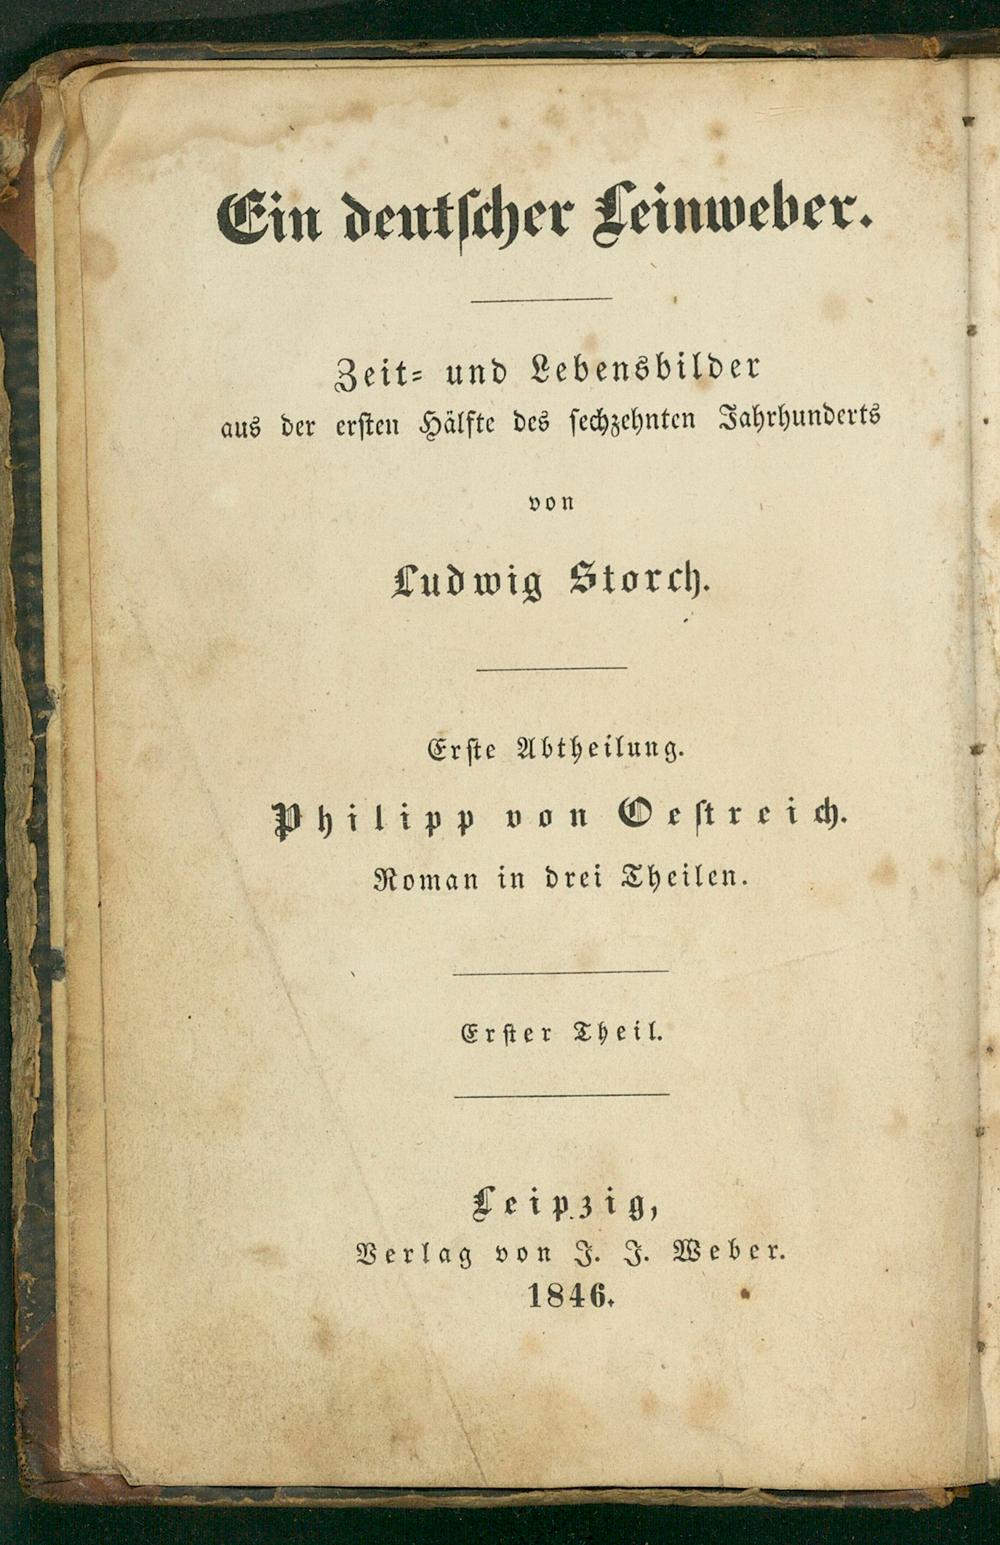 Ein deutscher Leinweber.
Zeit- und Lebensbilder
aus der ersten Hälfte des sechzehnten Jahrhunderts
von
Ludwig Storch.
Erste Abtheilung.
Philipp von Oestreich.
Roman in drei Theilen.
Erster Theil.
Leipzig,
Verlag von J. J. Weber.
1846.